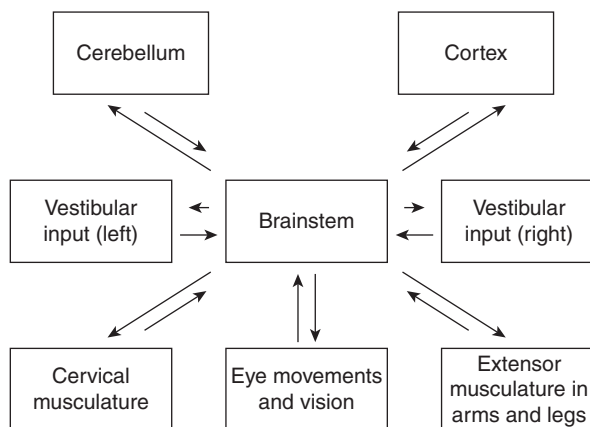 Cerebellum
Cortex
Vestibular
input (left)
Brainstem
Vestibular
input (right)
Cervical
musculature
Eye movements
and vision
Extensor
musculature in
arms and legs